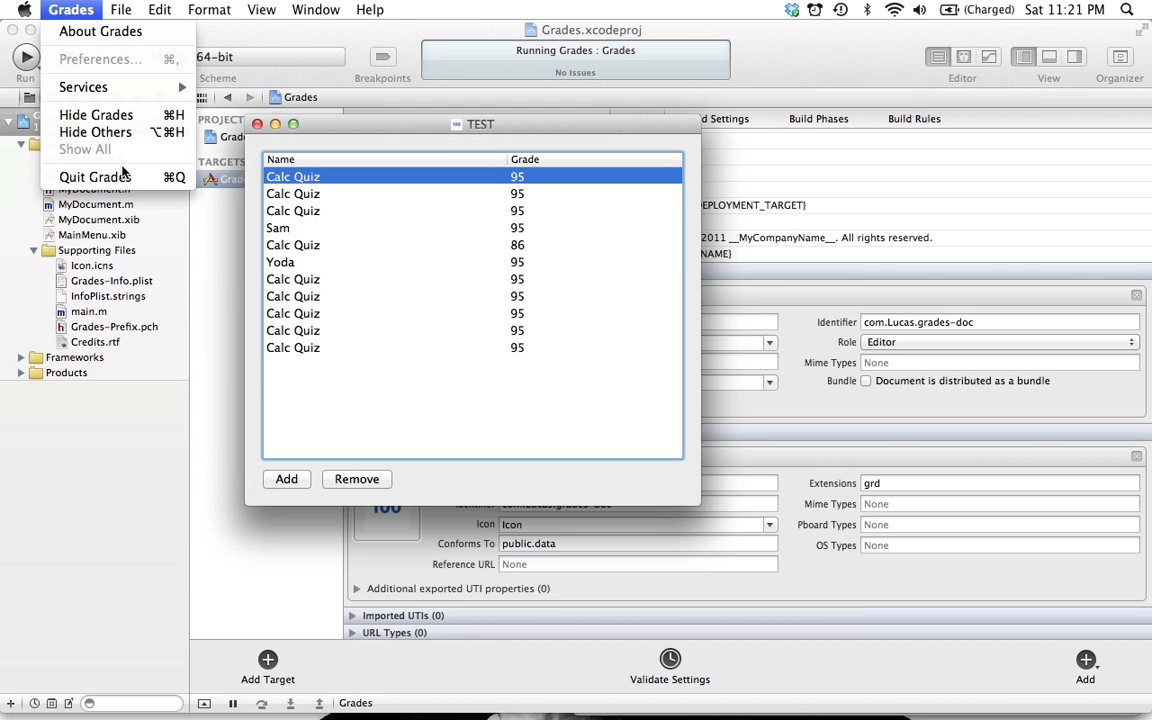 Grades File Edit Format View Window Help (Charged) Sat 11:21 PM
About Grades
Preferences... ⌘,
Services
Hide Grades ⌘H
Hide Others ⌥⌘H
Show All
Quit Grades ⌘Q
Grades.xcodeproj
Running Grades : Grades
No Issues
64-bit
Run Scheme Breakpoints Editor View Organizer
Grades
PROJECT
TARGETS
d Settings Build Phases Build Rules
TEST
Name Grade
Calc Quiz 95
Calc Quiz 95
Calc Quiz 95
Sam 95
Calc Quiz 86
Yoda 95
Calc Quiz 95
Calc Quiz 95
Calc Quiz 95
Calc Quiz 95
Calc Quiz 95
Add Remove
MyDocument.h
MyDocument.m
MyDocument.xib
MainMenu.xib
Supporting Files
Icon.icns
Grades-Info.plist
InfoPlist.strings
main.m
Grades-Prefix.pch
Credits.rtf
Frameworks
Products
EPLOYMENT_TARGET}
2011 __MyCompanyName__. All rights reserved.
NAME}
Identifier com.Lucas.grades-doc
Role Editor
Mime Types None
Bundle Document is distributed as a bundle
100
Extensions grd
Identifier com.Lucas.grades-doc
Mime Types None
Icon Icon
Pboard Types None
Conforms To public.data
OS Types None
Reference URL None
Additional exported UTI properties (0)
Imported UTIs (0)
URL Types (0)
Add Target Validate Settings Add
Grades